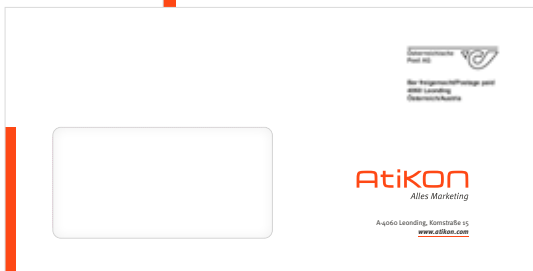 Österreichische
Post AG
Bar freigemacht/Postage paid
4060 Leonding
Österreich/Austria
ATIKON
Alles Marketing
A-4060 Leonding, Kornstraße 15
www.atikon.com